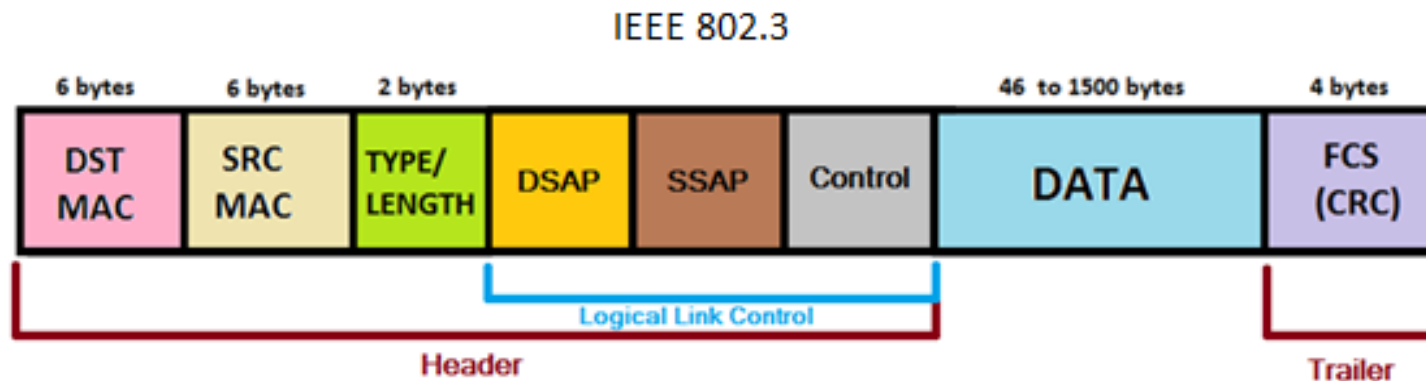 IEEE 802.3
6 bytes 6 bytes 2 bytes 46 to 1500 bytes 4 bytes
DST MAC
SRC MAC
TYPE/ LENGTH
DSAP
SSAP
Control
DATA
FCS (CRC)
Logical Link Control
Header
Trailer